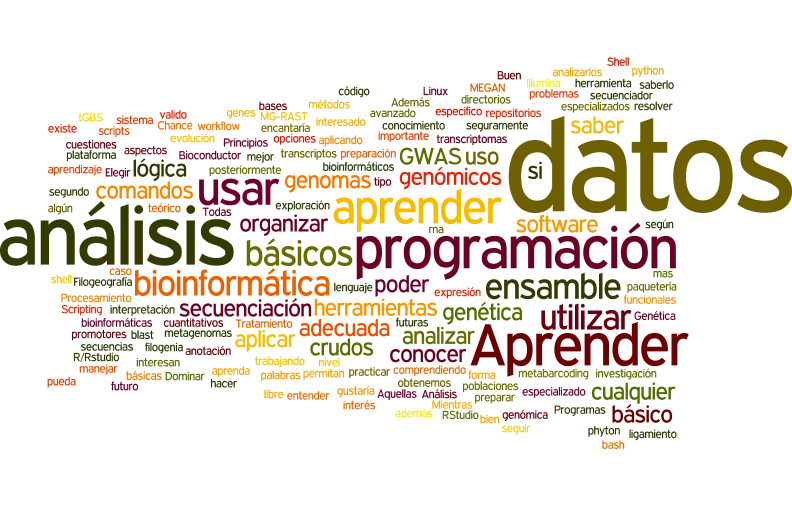 Shell
Buen
analizarlos
python
código
Linux
MEGAN
Illumina
herramienta
saberlo
bases
métodos
Además
directorios
problemas
secuenciador
tGBS
sistema
valido
genes
MG-RAST
avanzado
especifico
repositorios
especializados
resolver
existe
scripts
Chance
workflow
encantaría
interesado
conocimiento
seguramente
saber
datos
evolución
Principios
opciones
aplicando
importante
transcriptomas
cuestiones
aspectos
Bioconductor
mejor
transcriptos
preparación
GWAS
uso
plataforma
lógica
bioinformáticos
si
aprendizaje
Elegir
posteriormente
genomas
tipo
genómicos
segundo
comandos
usar
algún
teórico
Todas
exploración
aprender
organizar
software
según
rna
análisis
básicos
programación
caso
mas
shell
Filogeografía
bioinformática
lenguaje
poder
ensamble
paquetería
Procesamiento
expresión
funcionales
Scripting
interpretación
secuenciación
herramientas
genética
utilizar
Genética
bioinformáticas
cuantitativos
Tratamiento
adecuada
futuras
promotores
blast
metagenomas
aplicar
analizar
Aprender
secuencias
filogenia
anotación
crudos
conocer
R/Rstudio
interesan
trabajando
nivel
manejar
aprenda
palabras
permitan
practicar
comprendiendo
forma
metabarcoding
investigación
pueda
básicas
Dominar
obtenemos
poblaciones
futuro
hacer
libre
entender
gustaría
Aquellas
Análisis
preparar
especializado
cualquier
interés
Mientras
además
RStudio
bien
genómica
Programas
básico
seguir
phyton
ligamiento
bash